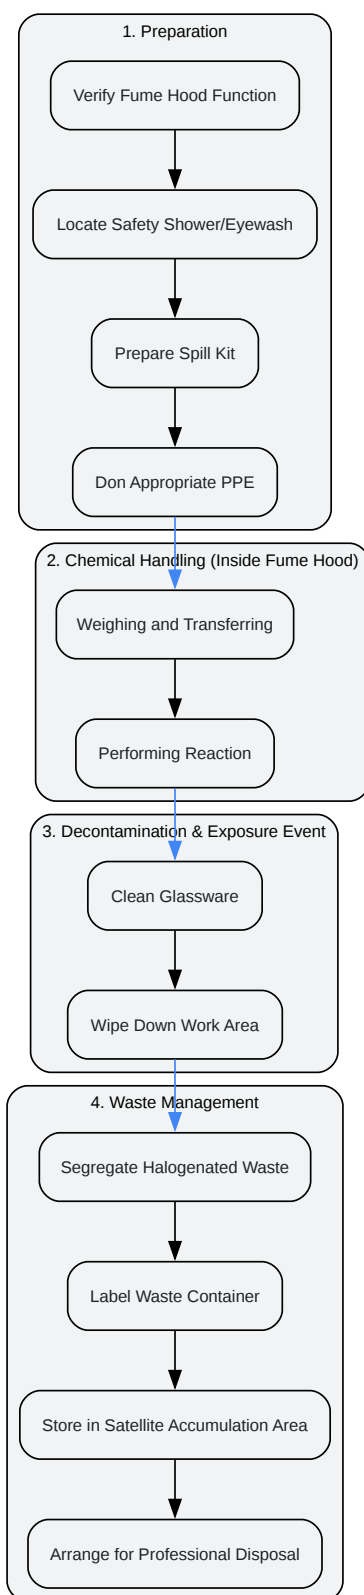 1. Preparation
Verify Fume Hood Function
Locate Safety Shower/Eyewash
Prepare Spill Kit
Don Appropriate PPE
2. Chemical Handling (Inside Fume Hood)
Weighing and Transferring
Performing Reaction
3. Decontamination & Exposure Event
Clean Glassware
Wipe Down Work Area
4. Waste Management
Segregate Halogenated Waste
Label Waste Container
Store in Satellite Accumulation Area
Arrange for Professional Disposal